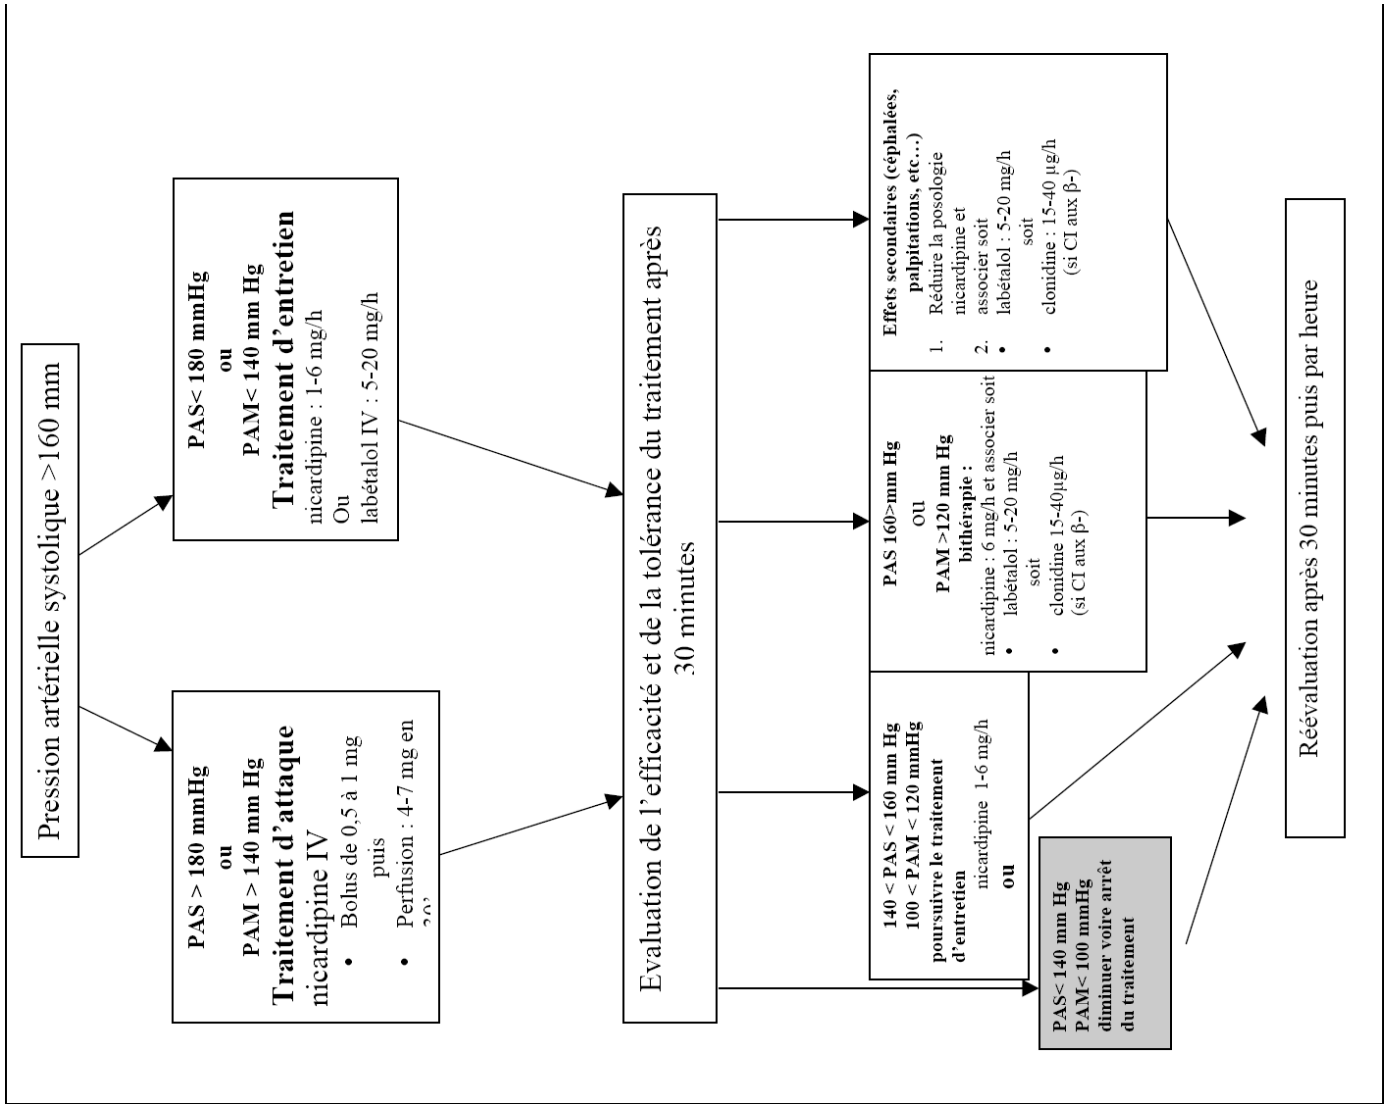 Pression artérielle systolique >160 mm
PAS > 180 mmHg
ou
PAM > 140 mm Hg
Traitement d’attaque
nicardipine IV
• Bolus de 0,5 à 1 mg
puis
• Perfusion : 4-7 mg en
PAS< 180 mmHg
ou
PAM< 140 mm Hg
Traitement d’entretien
nicardipine : 1-6 mg/h
Ou
labétalol IV : 5-20 mg/h
Evaluation de l’efficacité et de la tolérance du traitement après
30 minutes
PAS< 140 mm Hg
PAM< 100 mmHg
diminuer voire arrêt
du traitement
140 < PAS < 160 mm Hg
100 < PAM < 120 mmHg
poursuivre le traitement
d’entretien
nicardipine 1-6 mg/h
ou
PAS 160>mm Hg
ou
PAM >120 mm Hg
bithérapie :
nicardipine : 6 mg/h et associer soit
• labétalol : 5-20 mg/h
soit
• clonidine 15-40µg/h
(si CI aux β-)
Effets secondaires (céphalées,
palpitations, etc…)
1. Réduire la posologie
nicardipine et
2. associer soit
• labétalol : 5-20 mg/h
soit
• clonidine : 15-40 µg/h
(si CI aux β-)
Réévaluation après 30 minutes puis par heure